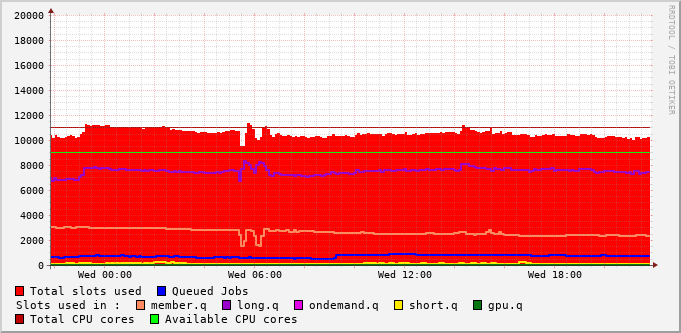 20000
18000
16000
14000
12000
10000
8000
6000
4000
2000
0
Wed 00:00 Wed 06:00 Wed 12:00 Wed 18:00
RRDTOOL / TOBI OETIKER
Total slots used Queued Jobs
Slots used in : member.q long.q ondemand.q short.q gpu.q
Total CPU cores Available CPU cores